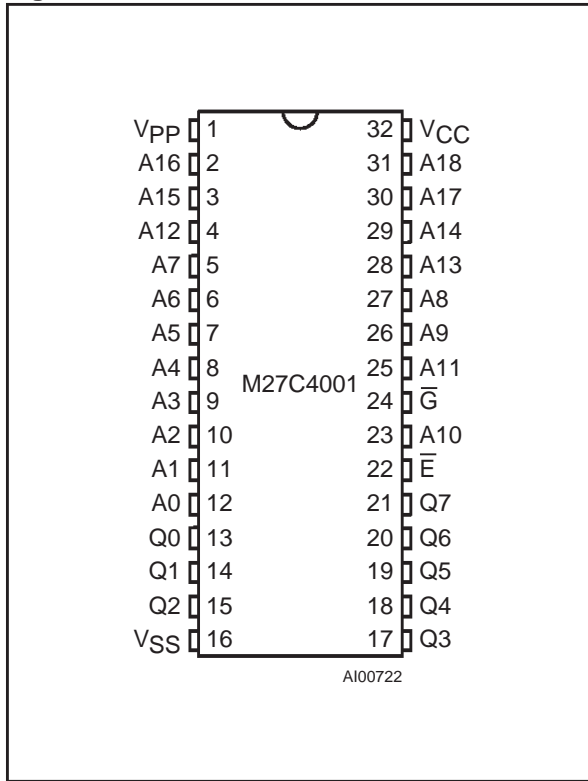 VPP 1 32 VCC
A16 2 31 A18
A15 3 30 A17
A12 4 29 A14
A7 5 28 A13
A6 6 27 A8
A5 7 26 A9
A4 8 25 A11
M27C4001
A3 9 24 G̅
A2 10 23 A10
A1 11 22 E̅
A0 12 21 Q7
Q0 13 20 Q6
Q1 14 19 Q5
Q2 15 18 Q4
VSS 16 17 Q3
AI00722